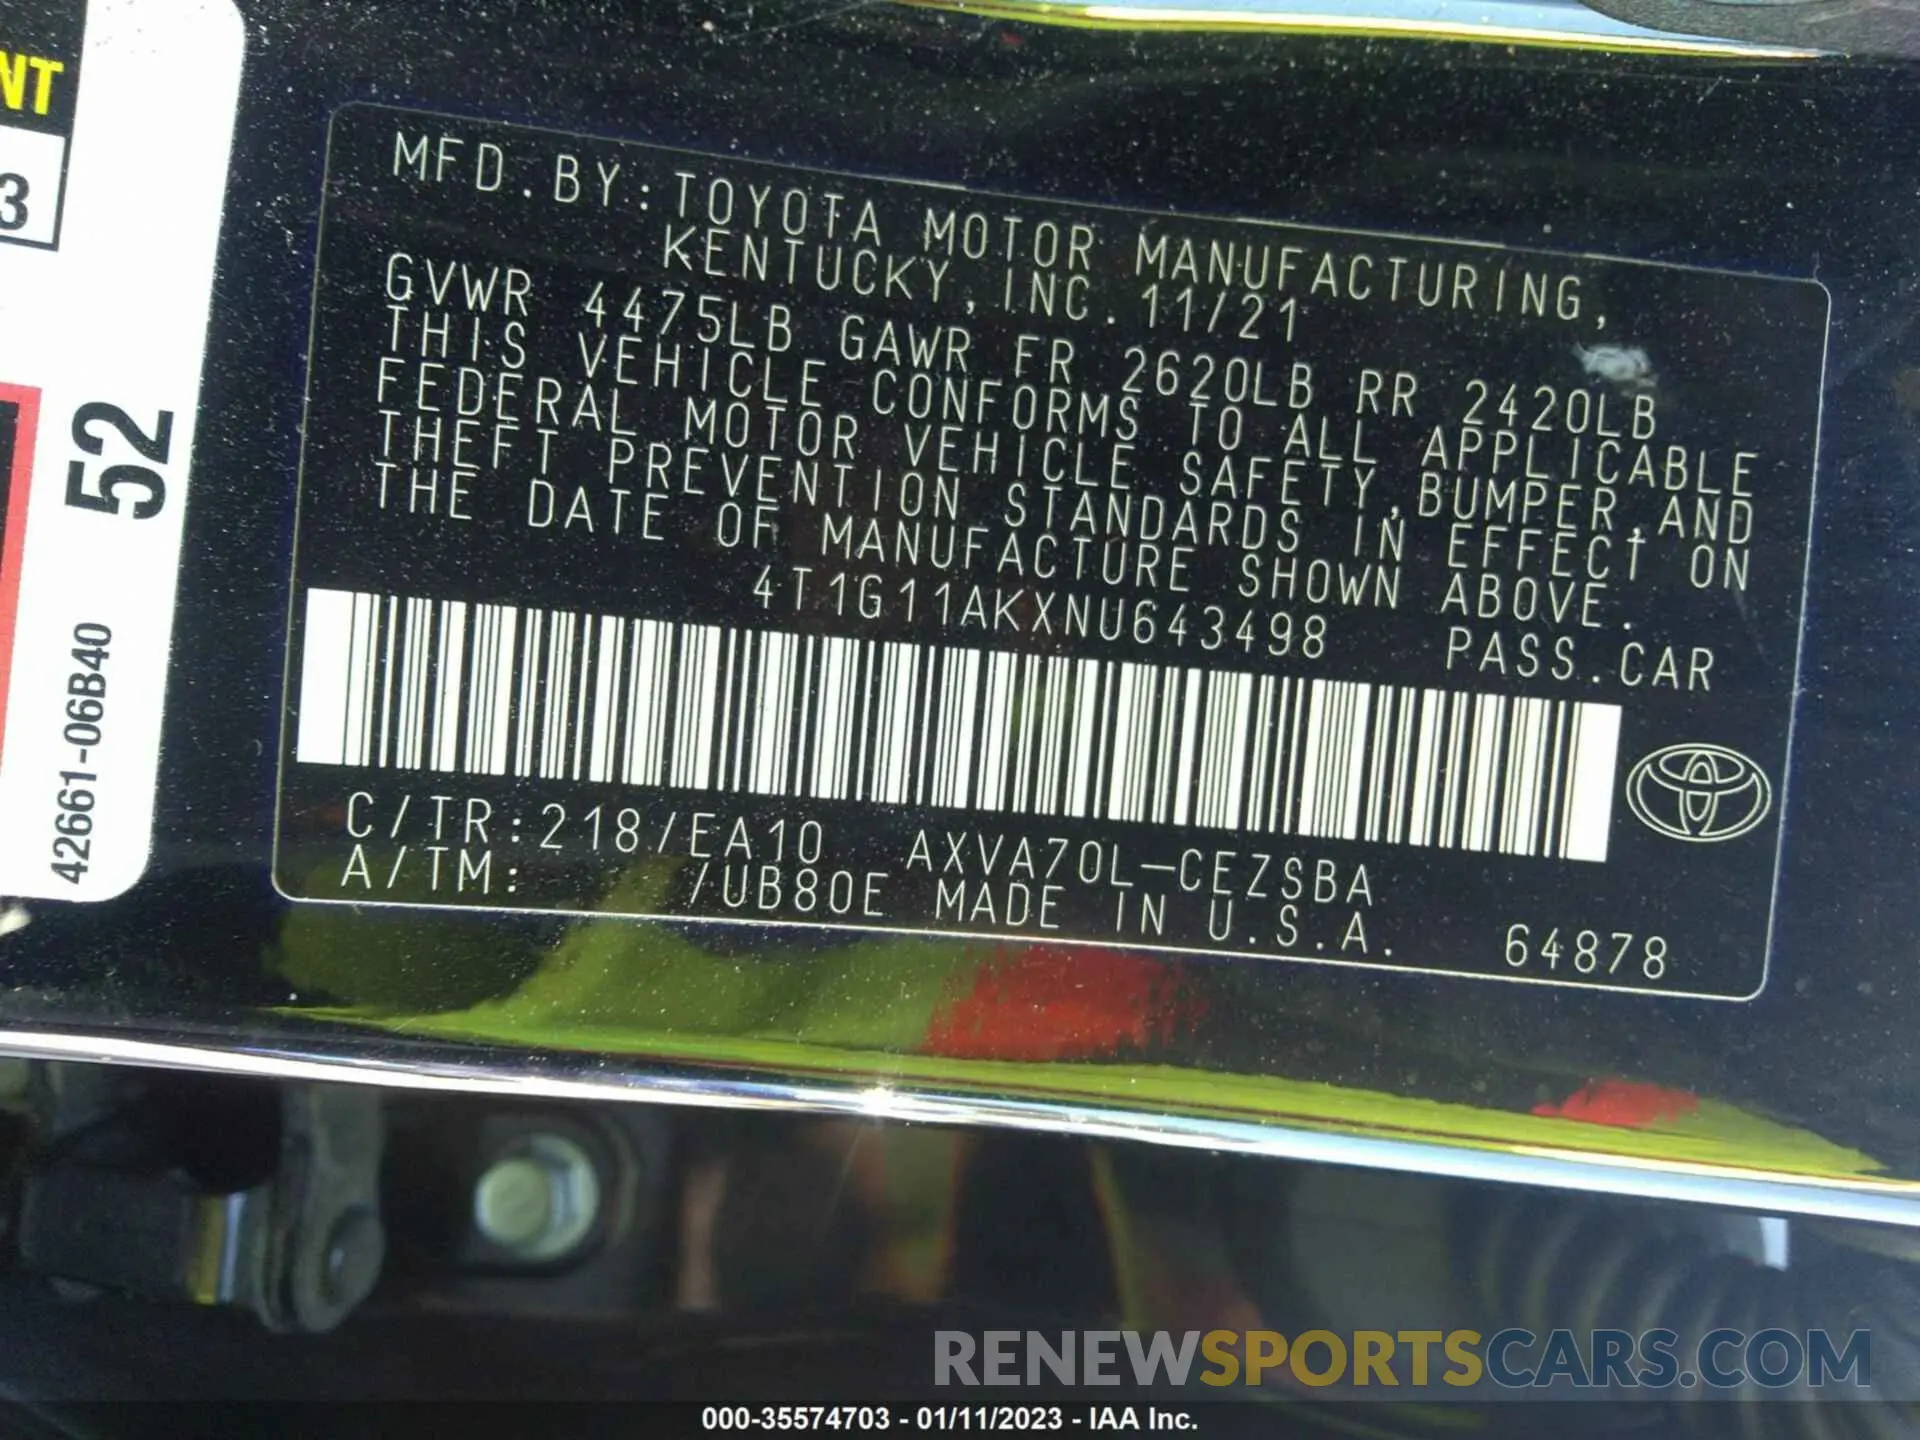 NT
3
52
42661-06B40
MFD.BY:TOYOTA MOTOR MANUFACTURING,
KENTUCKY,INC. 11/21
GVWR 4475LB GAWR FR 2620LB RR 2420LB
THIS VEHICLE CONFORMS TO ALL APPLICABLE
FEDERAL MOTOR VEHICLE SAFETY,BUMPER,AND
THEFT PREVENTION STANDARDS IN EFFECT ON
THE DATE OF MANUFACTURE SHOWN ABOVE.
4T1G11AKXNU643498 PASS.CAR
C/TR:218/EA10 AXVA70L-CEZSBA
A/TM: /UB80E MADE IN U.S.A. 64878
RENEWSPORTSCARS.COM
000-35574703 - 01/11/2023 - IAA Inc.